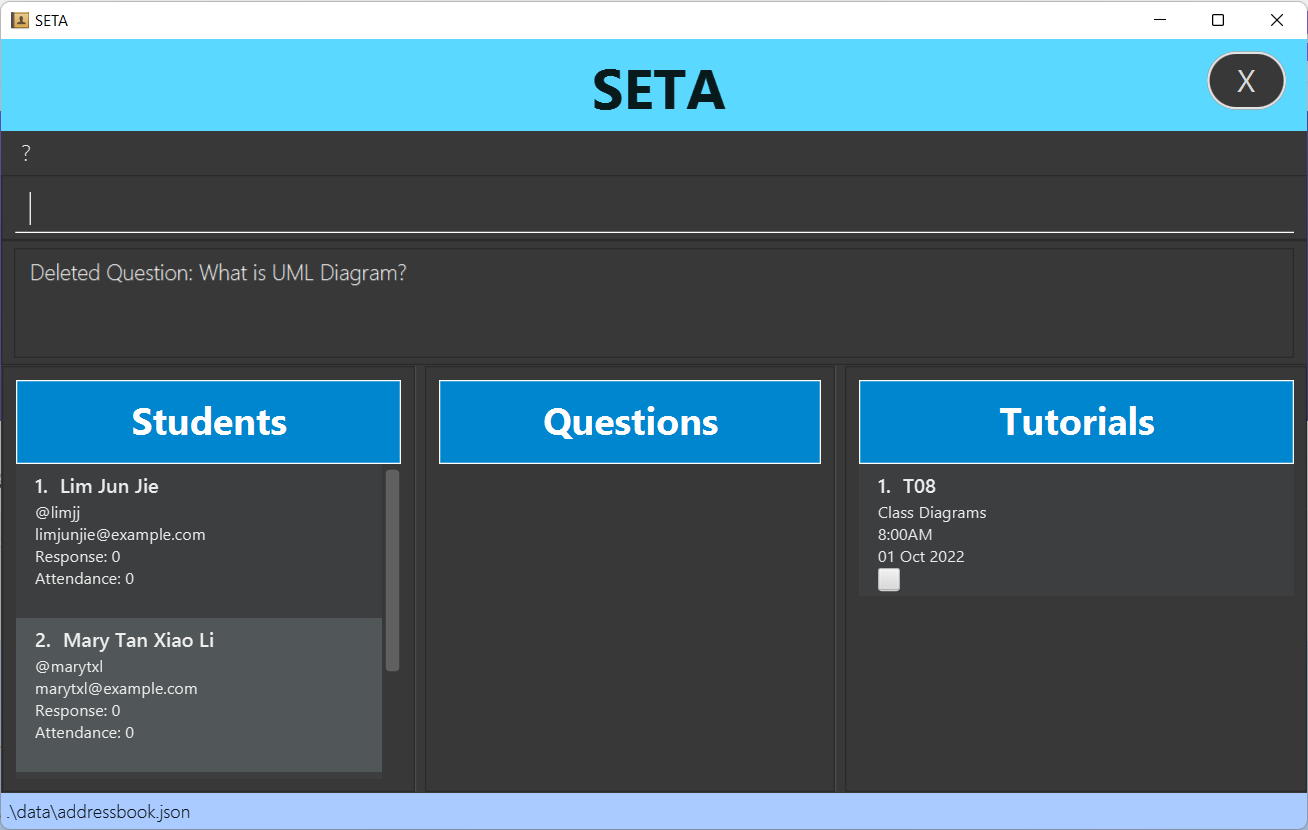 SETA
SETA
X
?
Deleted Question: What is UML Diagram?
Students
1. Lim Jun Jie
@limjj
limjunjie@example.com
Response: 0
Attendance: 0
2. Mary Tan Xiao Li
@marytxl
marytxl@example.com
Response: 0
Attendance: 0
Questions
Tutorials
1. T08
Class Diagrams
8:00AM
01 Oct 2022
.\data\addressbook.json